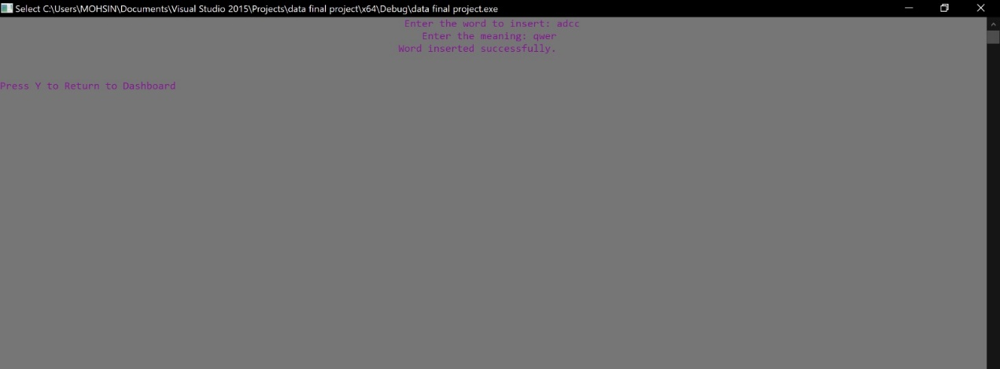 Select C:\Users\MOHSIN\Documents\Visual Studio 2015\Projects\data final project\x64\Debug\data final project.exe
Enter the word to insert: adcc
Enter the meaning: qwer
Word inserted successfully.
Press Y to Return to Dashboard